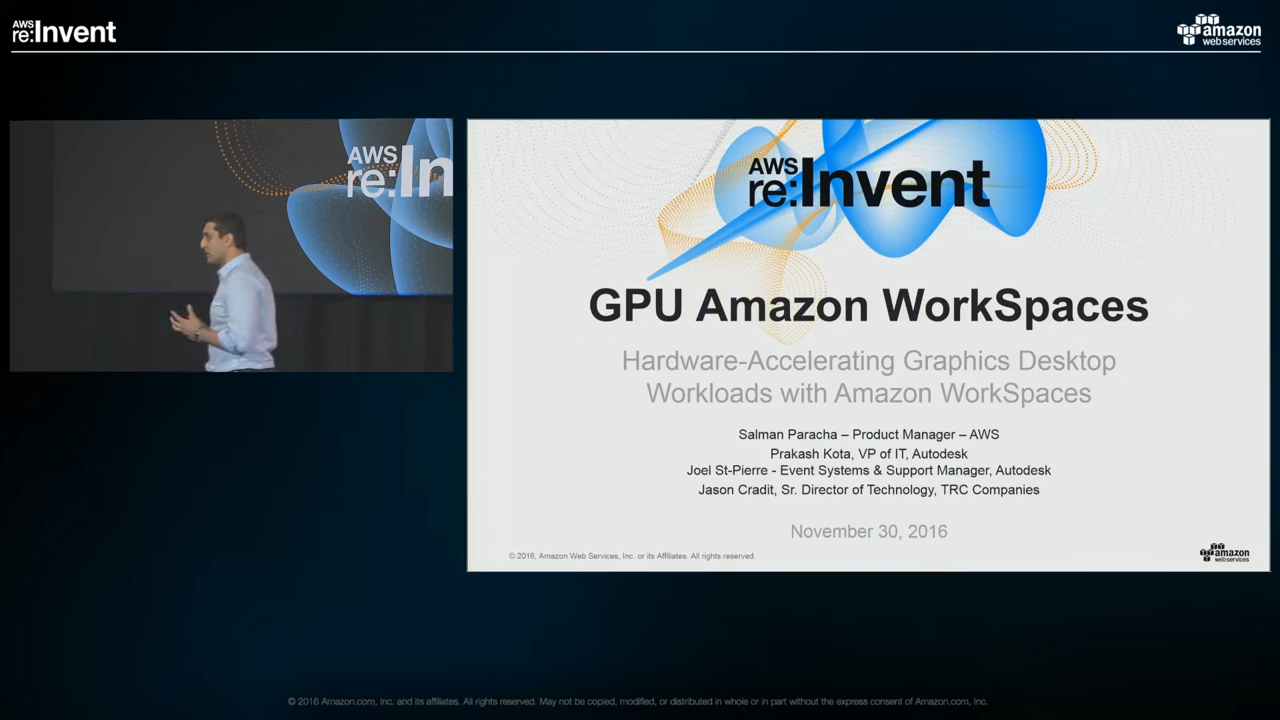 AWS
re:Invent
amazon
web services
AWS
re:In
AWS
re:Invent
GPU Amazon WorkSpaces
Hardware-Accelerating Graphics Desktop
Workloads with Amazon WorkSpaces
Salman Paracha – Product Manager – AWS
Prakash Kota, VP of IT, Autodesk
Joel St-Pierre - Event Systems & Support Manager, Autodesk
Jason Cradit, Sr. Director of Technology, TRC Companies
November 30, 2016
© 2016, Amazon Web Services, Inc. or its Affiliates. All rights reserved.
amazon
web services
© 2016 Amazon.com, Inc. and its affiliates. All rights reserved. May not be copied, modified, or distributed in whole or in part without the express consent of Amazon.com, Inc.